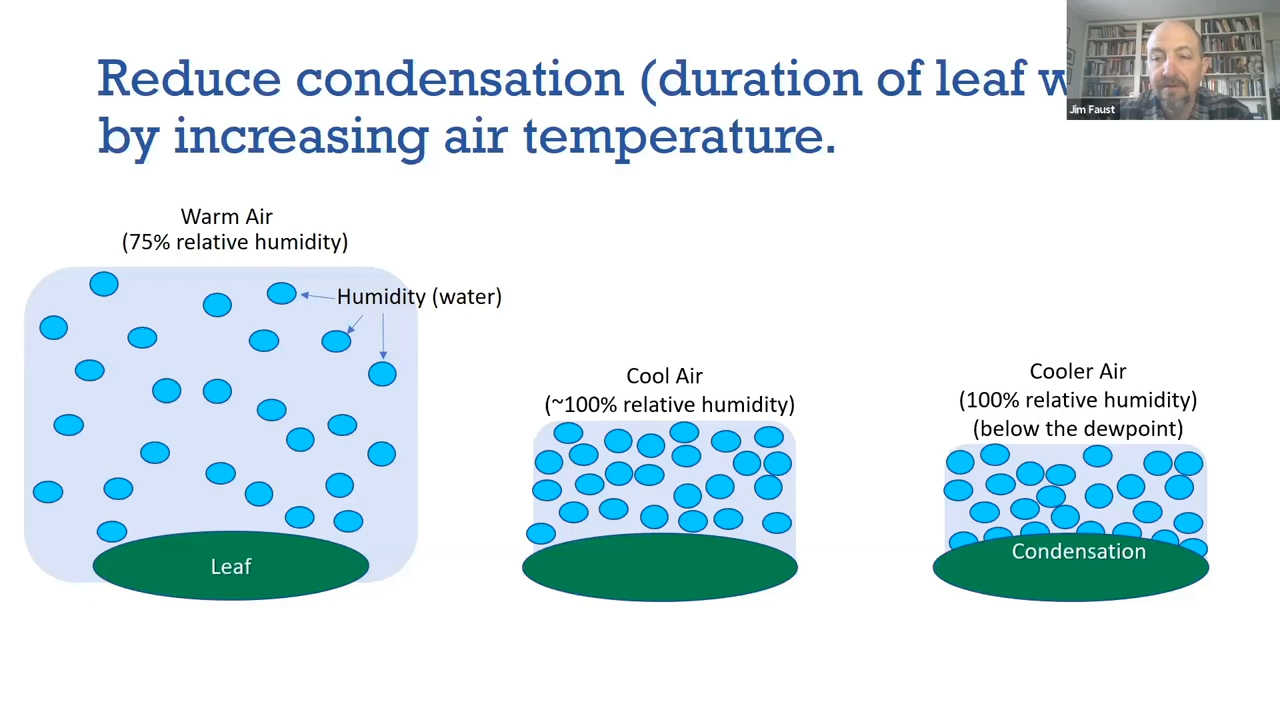 Reduce condensation (duration of leaf
by increasing air temperature.
Jim Faust
Warm Air
(75% relative humidity)
Humidity (water)
Cool Air
(~100% relative humidity)
Cooler Air
(100% relative humidity)
(below the dewpoint)
Leaf
Condensation